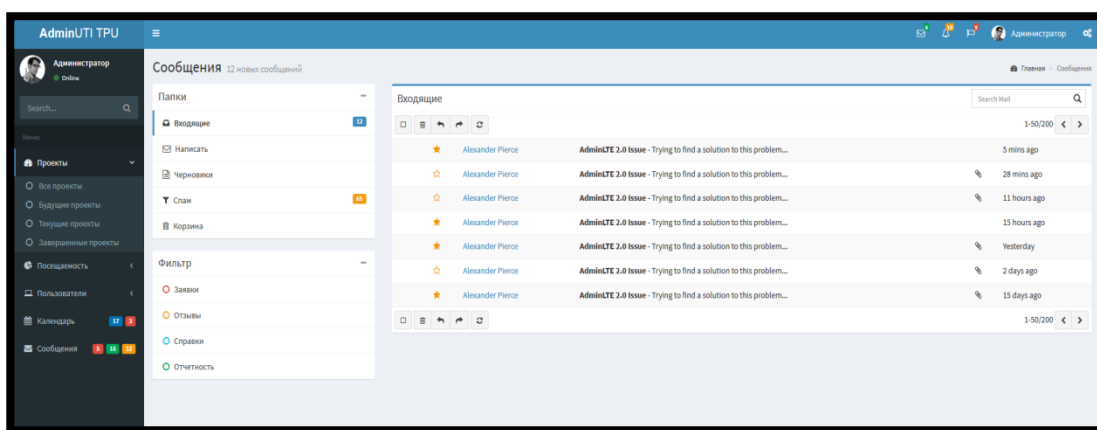 AdminUTI TPU
Администратор
Администратор
Online
Search...
Меню
Проекты
Все проекты
Будущие проекты
Текущие проекты
Завершенные проекты
Посещаемость
Пользователи
Календарь 17 3
Сообщения 5 16 12
Сообщения 12 новых сообщений
Главная > Сообщения
Папки
Входящие 12
Написать
Черновики
Спам 65
Корзина
Фильтр
Заявки
Отзывы
Справки
Отчетность
Входящие
Search Mail
1-50/200
Alexander Pierce AdminLTE 2.0 Issue - Trying to find a solution to this problem... 5 mins ago
Alexander Pierce AdminLTE 2.0 Issue - Trying to find a solution to this problem... 28 mins ago
Alexander Pierce AdminLTE 2.0 Issue - Trying to find a solution to this problem... 11 hours ago
Alexander Pierce AdminLTE 2.0 Issue - Trying to find a solution to this problem... 15 hours ago
Alexander Pierce AdminLTE 2.0 Issue - Trying to find a solution to this problem... Yesterday
Alexander Pierce AdminLTE 2.0 Issue - Trying to find a solution to this problem... 2 days ago
Alexander Pierce AdminLTE 2.0 Issue - Trying to find a solution to this problem... 15 days ago
1-50/200